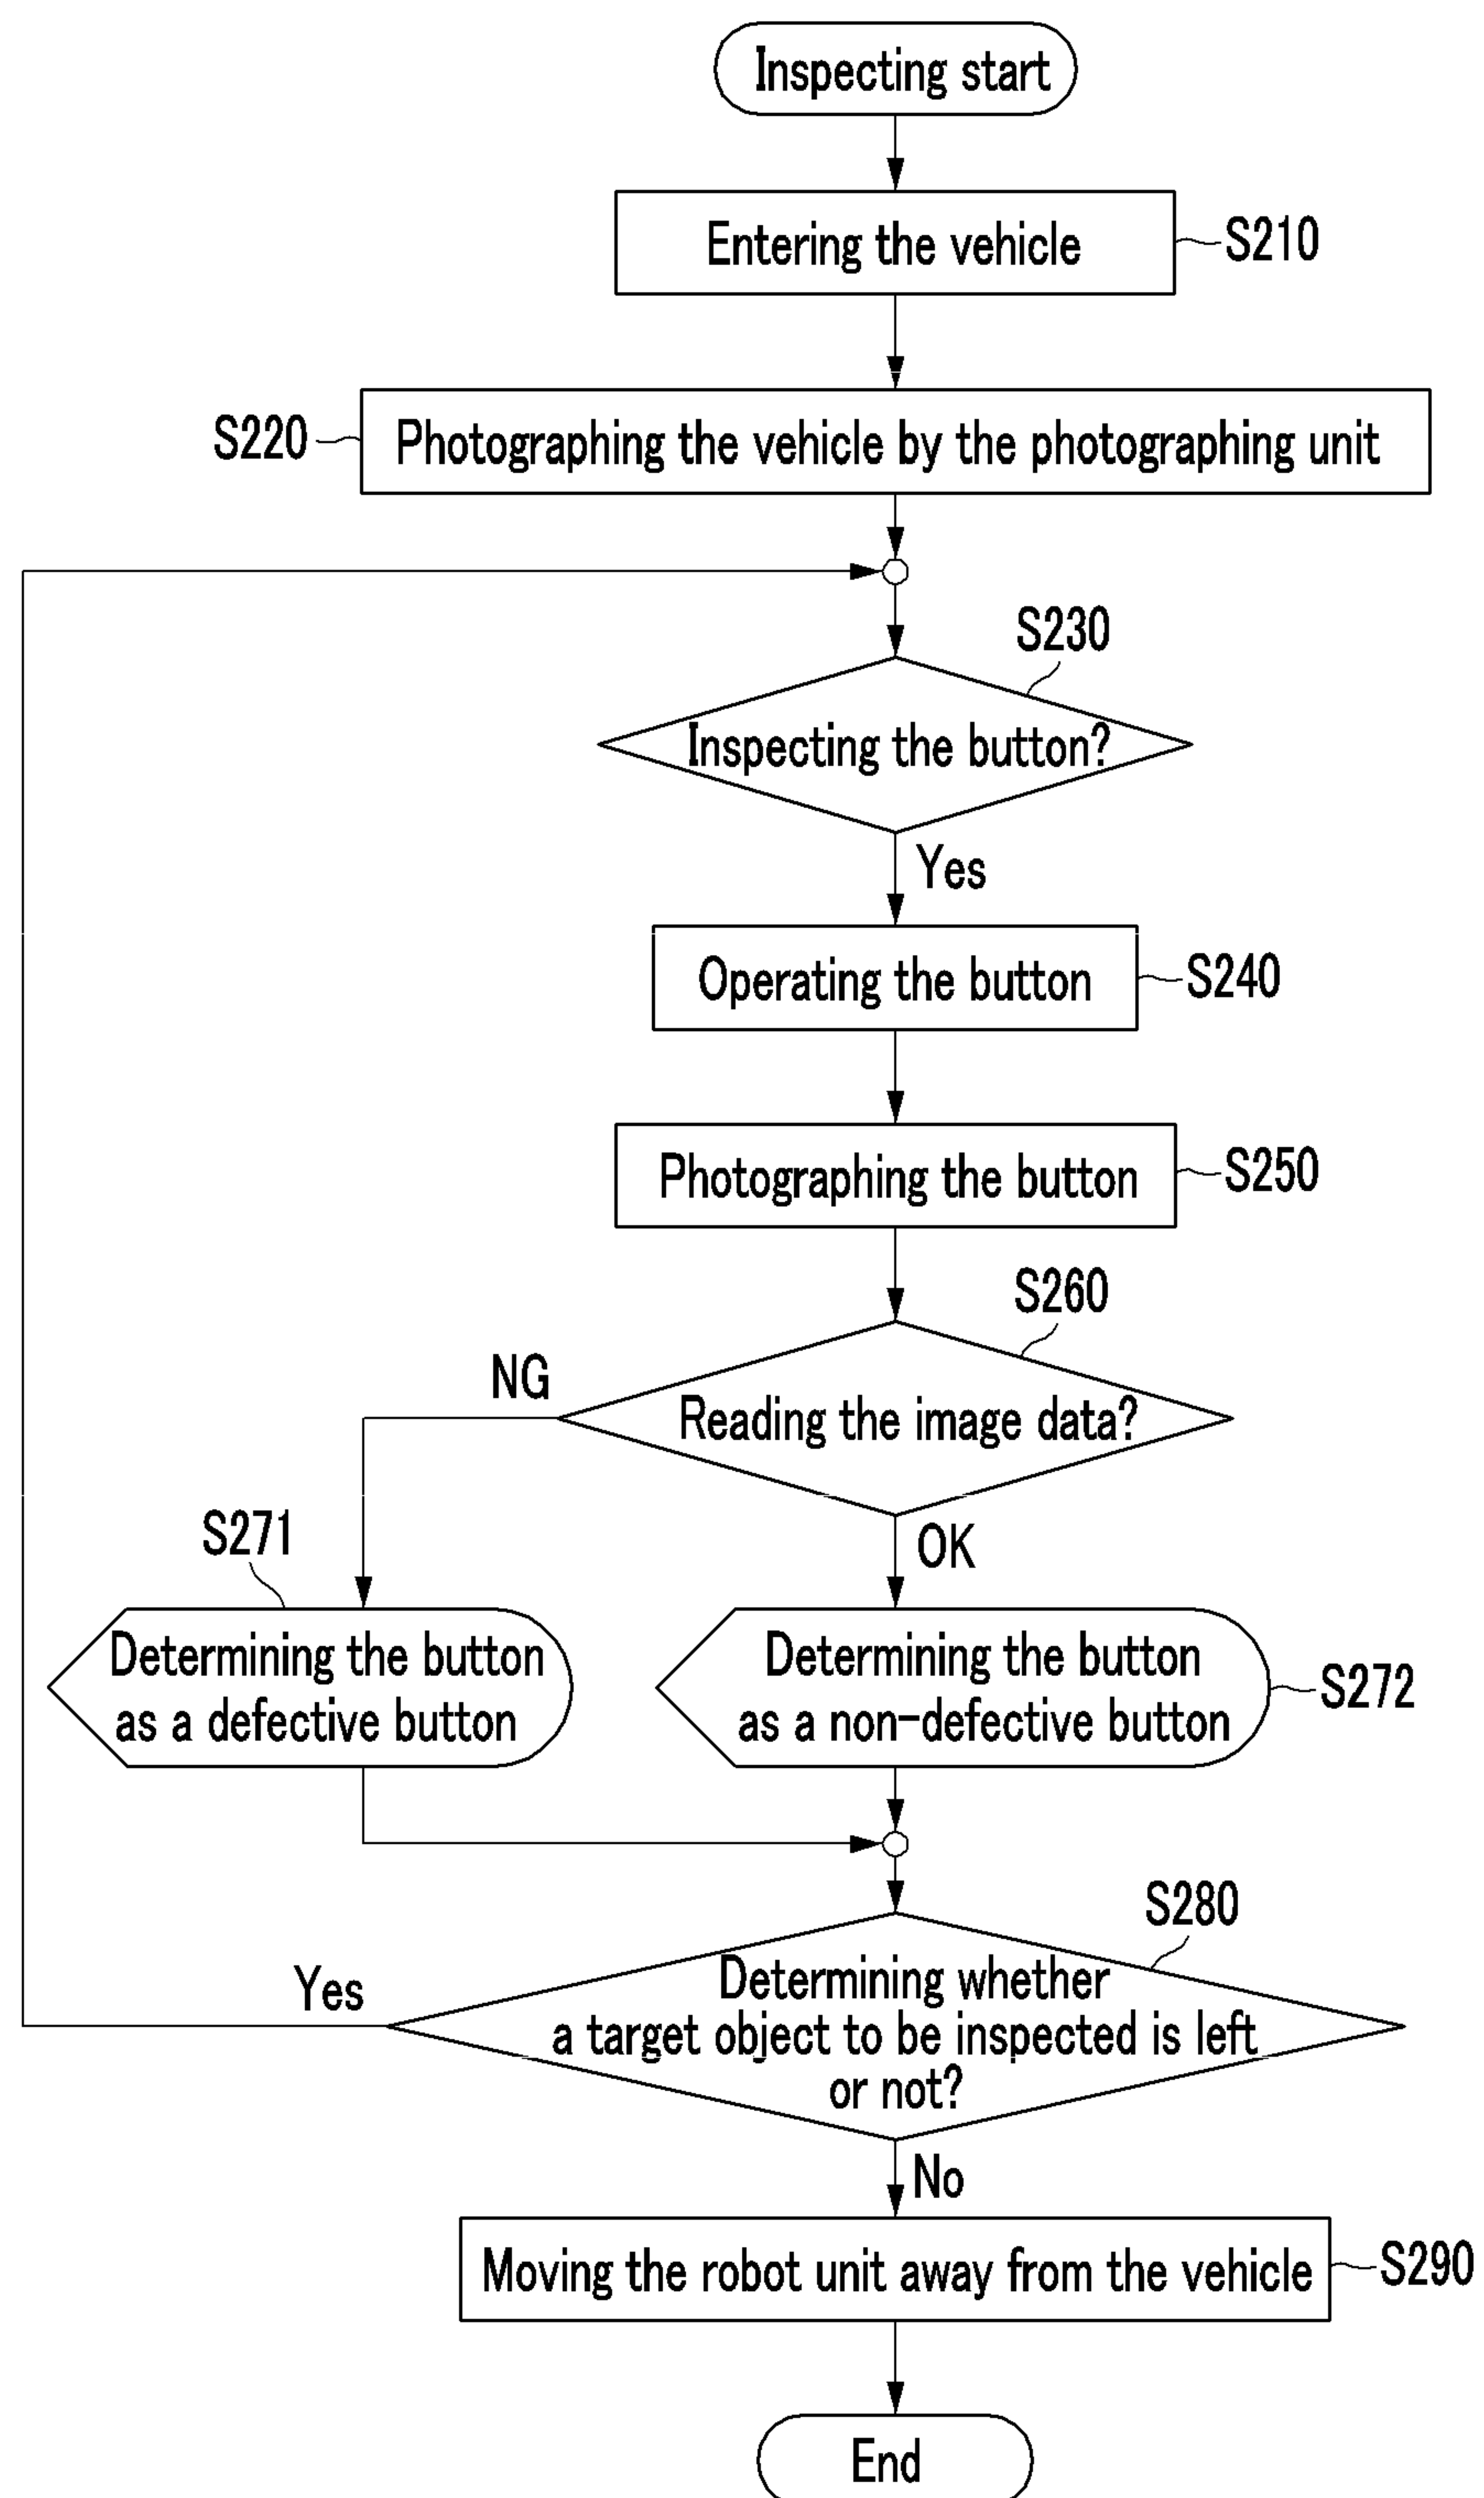 Inspecting start
Entering the vehicle
S210
S220
Photographing the vehicle by the photographing unit
S230
Inspecting the button?
Yes
Operating the button
S240
Photographing the button
S250
S260
NG
Reading the image data?
S271
OK
Determining the button
as a defective button
Determining the button
as a non-defective button
S272
S280
Yes
Determining whether
a target object to be inspected is left
or not?
No
Moving the robot unit away from the vehicle
S290
End